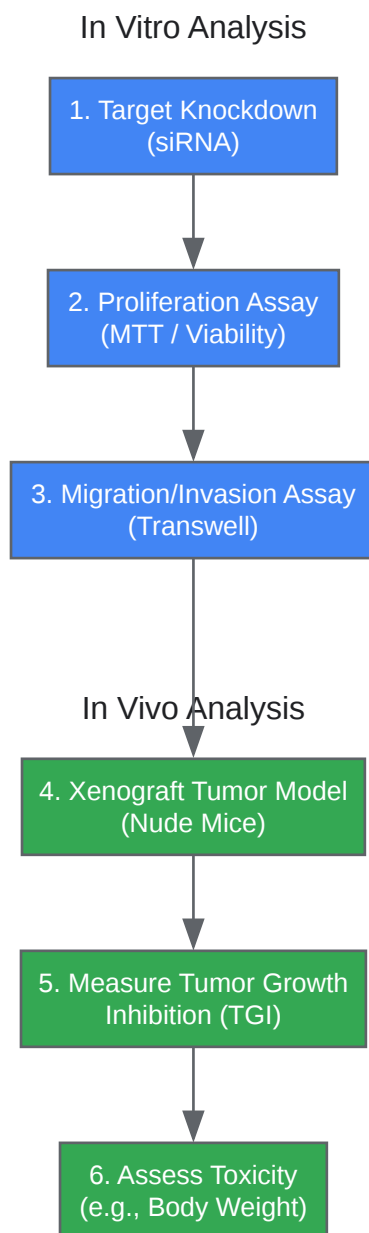 In Vitro Analysis
1. Target Knockdown
(siRNA)
2. Proliferation Assay
(MTT / Viability)
3. Migration/Invasion Assay
(Transwell)
In Vivo Analysis
4. Xenograft Tumor Model
(Nude Mice)
5. Measure Tumor Growth
Inhibition (TGI)
6. Assess Toxicity
(e.g., Body Weight)